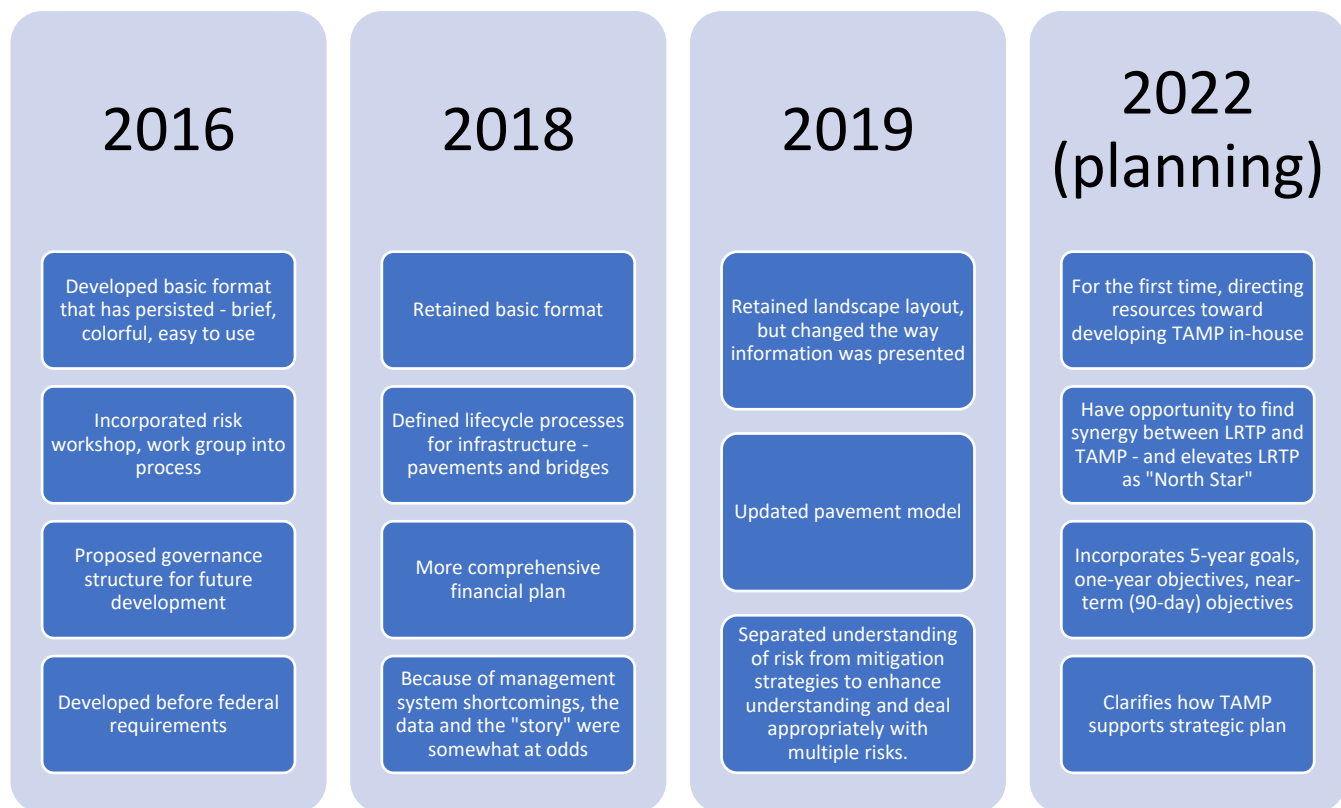 2016
Developed basic format
that has persisted - brief,
colorful, easy to use
Incorporated risk
workshop, work group into
process
Proposed governance
structure for future
development
Developed before federal
requirements
2018
Retained basic format
Defined lifecycle processes
for infrastructure -
pavements and bridges
More comprehensive
financial plan
Because of management
system shortcomings, the
data and the "story" were
somewhat at odds
2019
Retained landscape layout,
but changed the way
information was presented
Updated pavement model
Separated understanding
of risk from mitigation
strategies to enhance
understanding and deal
appropriately with
multiple risks.
2022
(planning)
For the first time, directing
resources toward
developing TAMP in-house
Have opportunity to find
synergy between LRTP and
TAMP - and elevates LRTP
as "North Star"
Incorporates 5-year goals,
one-year objectives, near-
term (90-day) objectives
Clarifies how TAMP
supports strategic plan